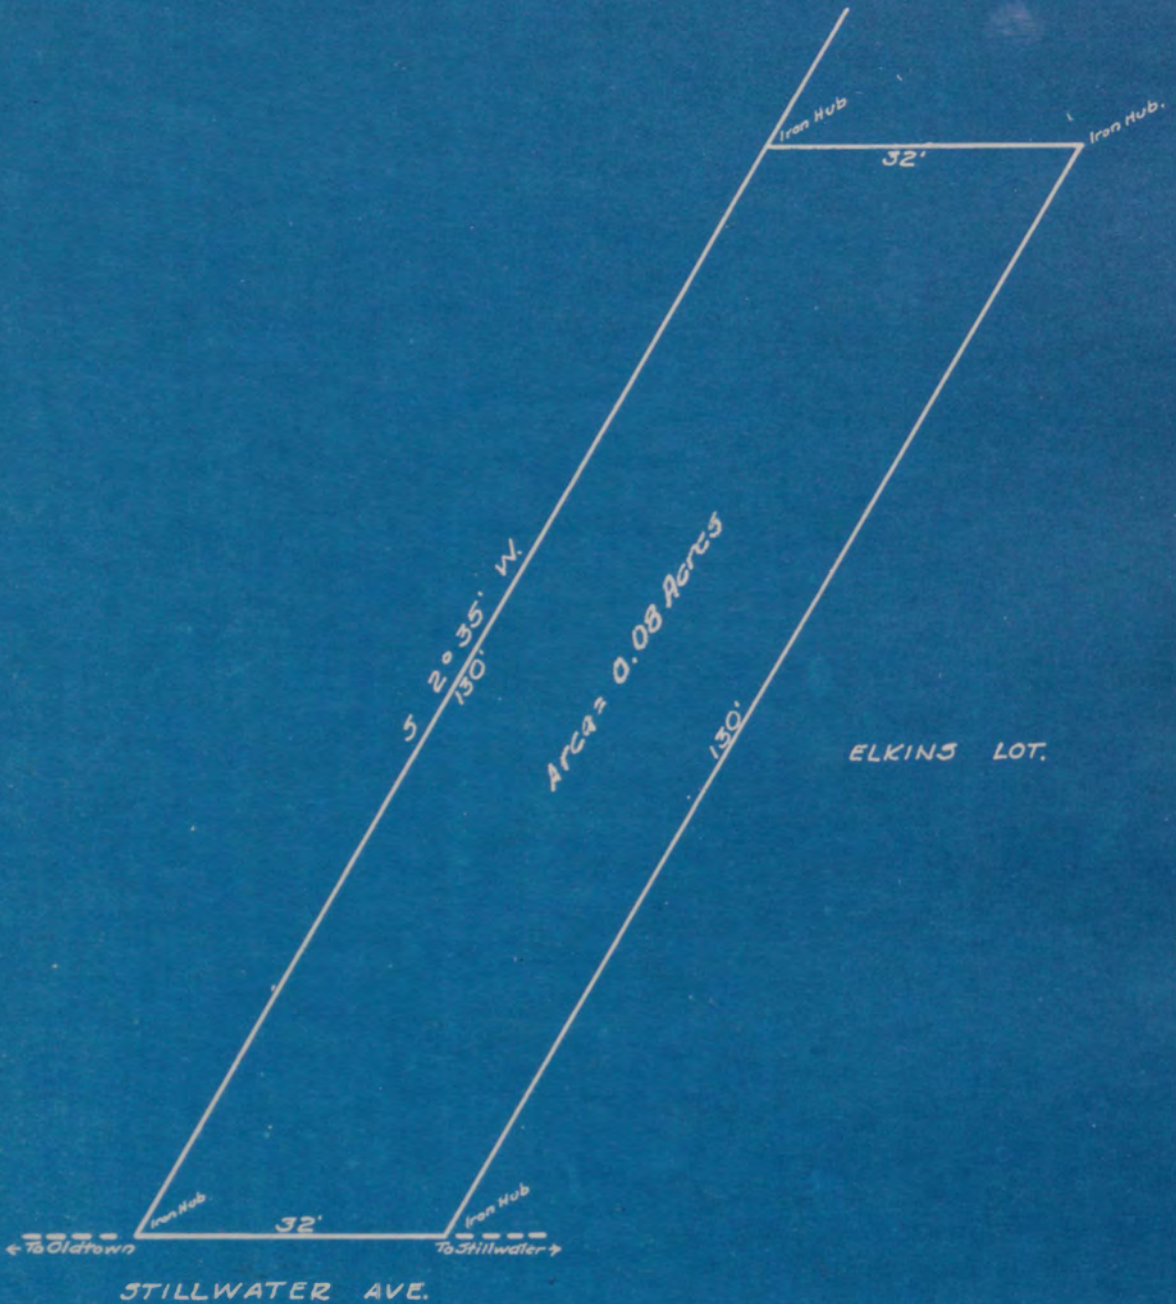 Iron Hub
Iron Hub.
32'
S 2° 35' W.
130'
Area = 0.08 Acres
130'
ELKINS LOT.
Iron Hub
Iron Hub
32'
← To Oldtown
To Stillwater →
STILLWATER AVE.